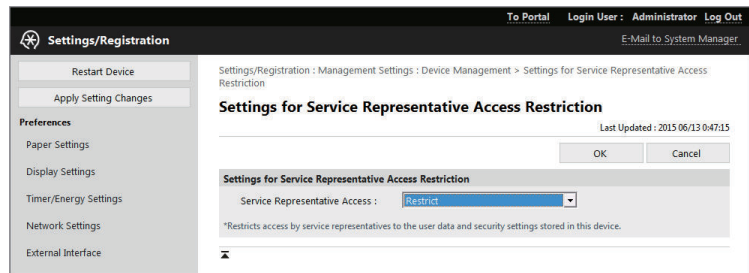 To Portal Login User : Administrator Log Out
Settings/Registration
E-Mail to System Manager
Restart Device
Apply Setting Changes
Preferences
Paper Settings
Display Settings
Timer/Energy Settings
Network Settings
External Interface
Settings/Registration : Management Settings : Device Management > Settings for Service Representative Access
Restriction
Settings for Service Representative Access Restriction
Last Updated : 2015 06/13 0:47:15
OK Cancel
Settings for Service Representative Access Restriction
Service Representative Access : Restrict
*Restricts access by service representatives to the user data and security settings stored in this device.